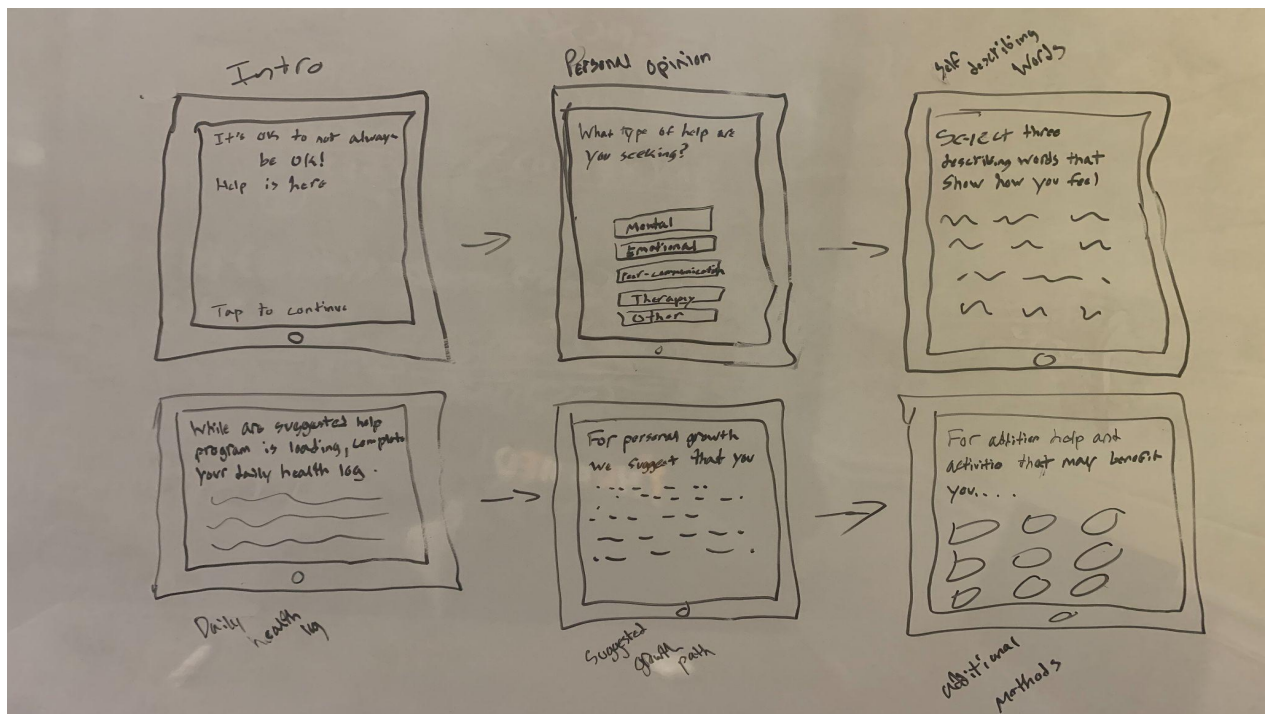 Intro
It's OK to not always
be OK!
Help is here
Tap to continue
Personal Opinion
What type of help are
you seeking?
Mental
Emotional
Peer-communication
Therapy
Other
Self
describing
words
Select three
describing words that
show how you feel
While are suggested help
program is loading, complete
your daily health log.
Daily
health
log
For personal growth
we suggest that you
Suggested
growth
path
For addition help and
activities that may benefit
you....
additional
methods